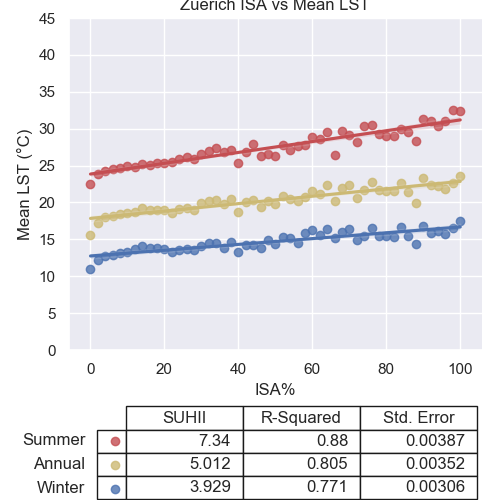 Zuerich ISA vs Mean LST
45
40
35
30
25
20
15
10
5
0
Mean LST (°C)
0 20 40 60 80 100
ISA%
SUHII R-Squared Std. Error
Summer 7.34 0.88 0.00387
Annual 5.012 0.805 0.00352
Winter 3.929 0.771 0.00306